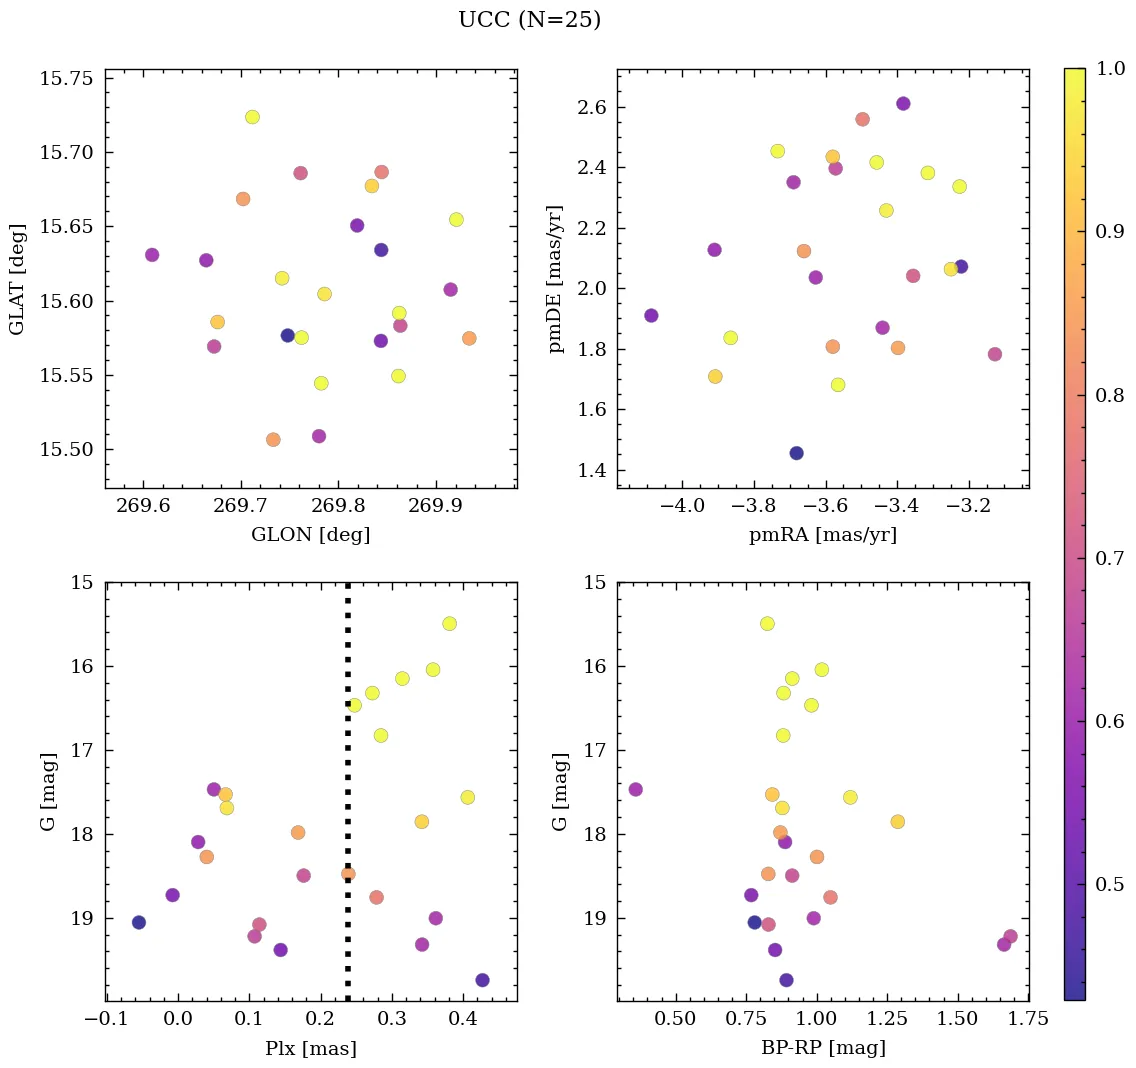 UCC (N=25)
15.75
15.70
15.65
15.60
15.55
15.50
GLAT [deg]
269.6 269.7 269.8 269.9
GLON [deg]
2.6
2.4
2.2
2.0
1.8
1.6
1.4
pmDE [mas/yr]
−4.0 −3.8 −3.6 −3.4 −3.2
pmRA [mas/yr]
15
16
17
18
19
G [mag]
−0.1 0.0 0.1 0.2 0.3 0.4
Plx [mas]
15
16
17
18
19
G [mag]
0.50 0.75 1.00 1.25 1.50 1.75
BP-RP [mag]
1.0
0.9
0.8
0.7
0.6
0.5